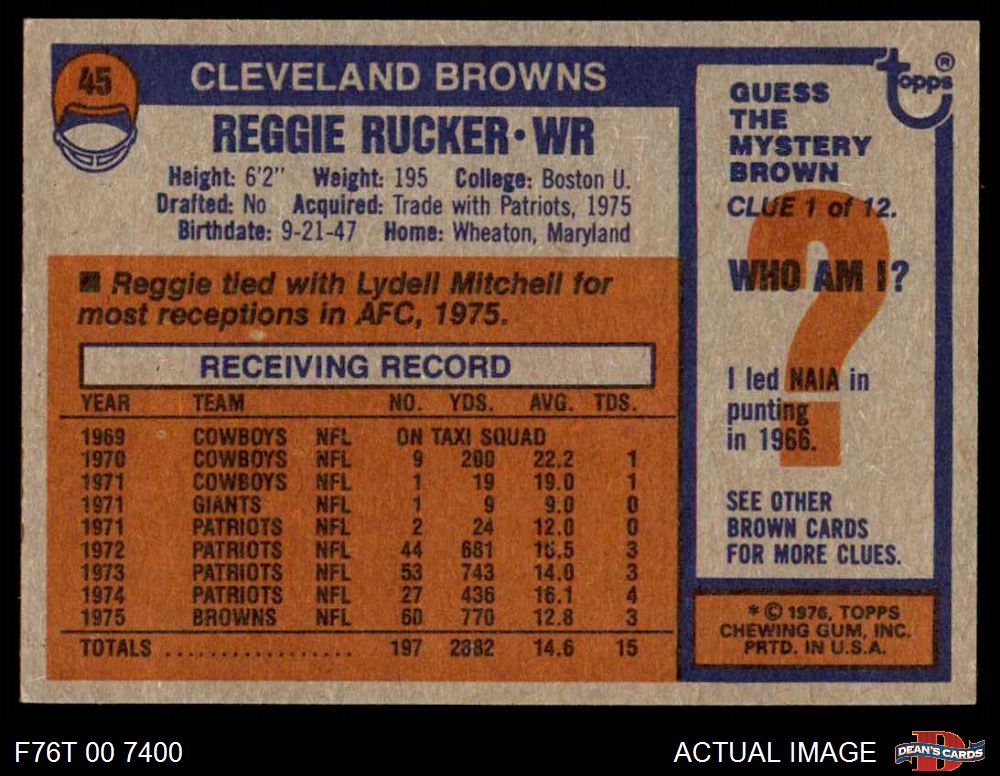 45
CLEVELAND BROWNS
REGGIE RUCKER·WR
Height: 6'2" Weight: 195 College: Boston U.
Drafted: No Acquired: Trade with Patriots, 1975
Birthdate: 9-21-47 Home: Wheaton, Maryland
■ Reggie tied with Lydell Mitchell for
most receptions in AFC, 1975.
RECEIVING RECORD
YEAR TEAM NO. YDS. AVG. TDS.
1969 COWBOYS NFL ON TAXI SQUAD
1970 COWBOYS NFL 9 200 22.2 1
1971 COWBOYS NFL 1 19 19.0 1
1971 GIANTS NFL 1 9 9.0 0
1971 PATRIOTS NFL 2 24 12.0 0
1972 PATRIOTS NFL 44 681 15.5 3
1973 PATRIOTS NFL 53 743 14.0 3
1974 PATRIOTS NFL 27 436 16.1 4
1975 BROWNS NFL 60 770 12.8 3
TOTALS .................. 197 2882 14.6 15
topps®
GUESS
THE
MYSTERY
BROWN
CLUE 1 of 12.
?
WHO AM I?
I led NAIA in
punting
in 1966.
SEE OTHER
BROWN CARDS
FOR MORE CLUES.
* © 1976, TOPPS
CHEWING GUM, INC.
PRTD. IN U.S.A.
F76T 00 7400
ACTUAL IMAGE
DEAN'S CARDS